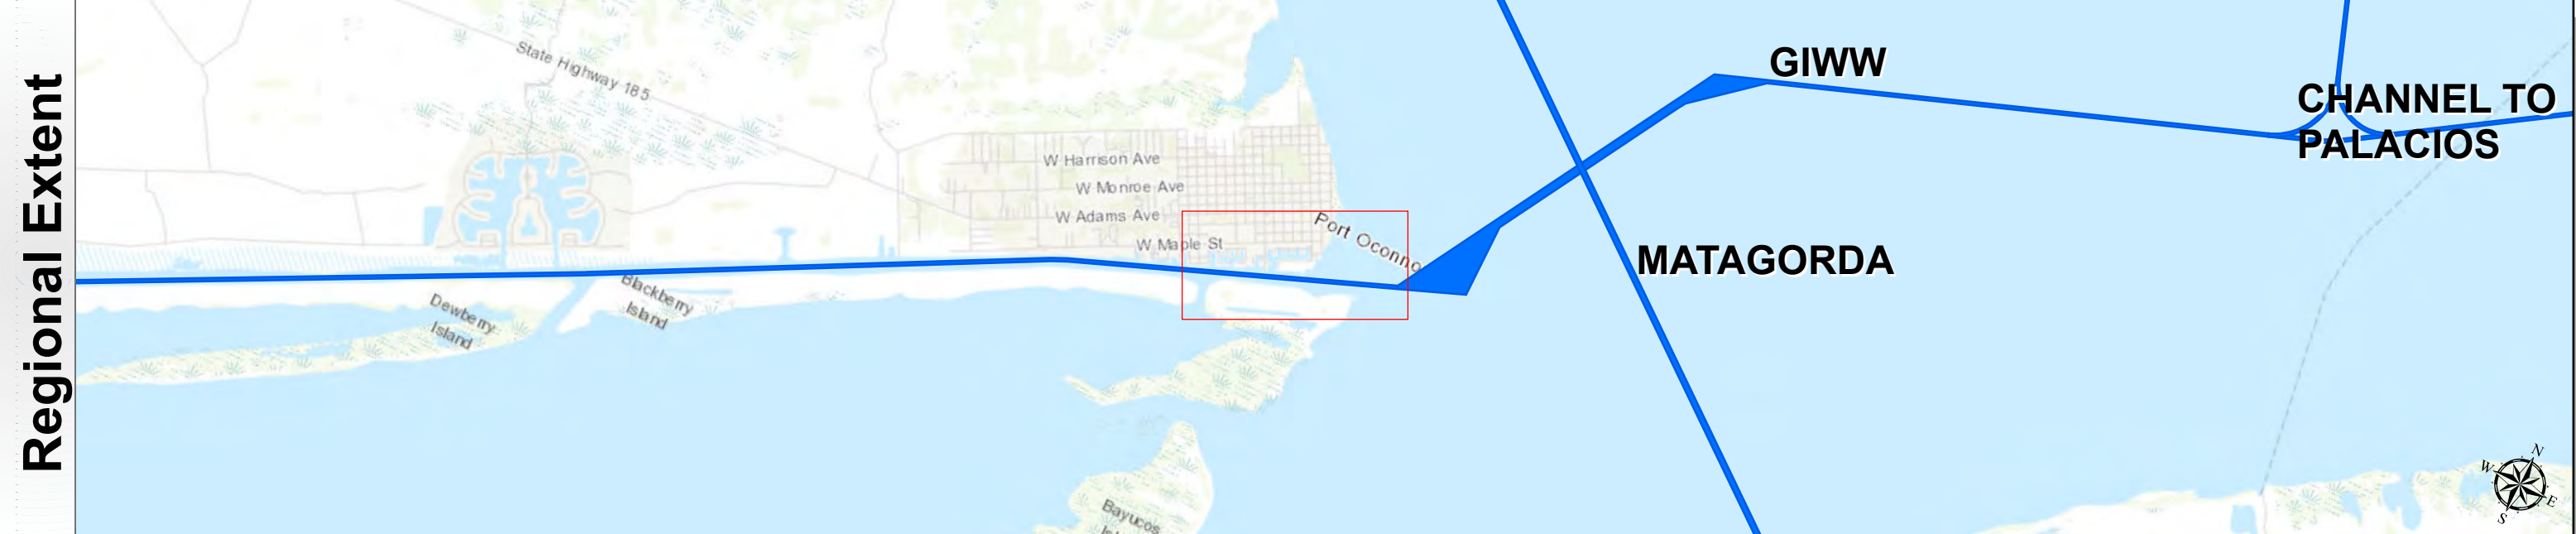 Regional Extent
State Highway 185
GIWW
CHANNEL TO
PALACIOS
W Harrison Ave
W Monroe Ave
W Adams Ave
W Maple St
Port Oconno
MATAGORDA
Dewberry
Island
Blackberry
Island
Bayucos
N
W
E
S